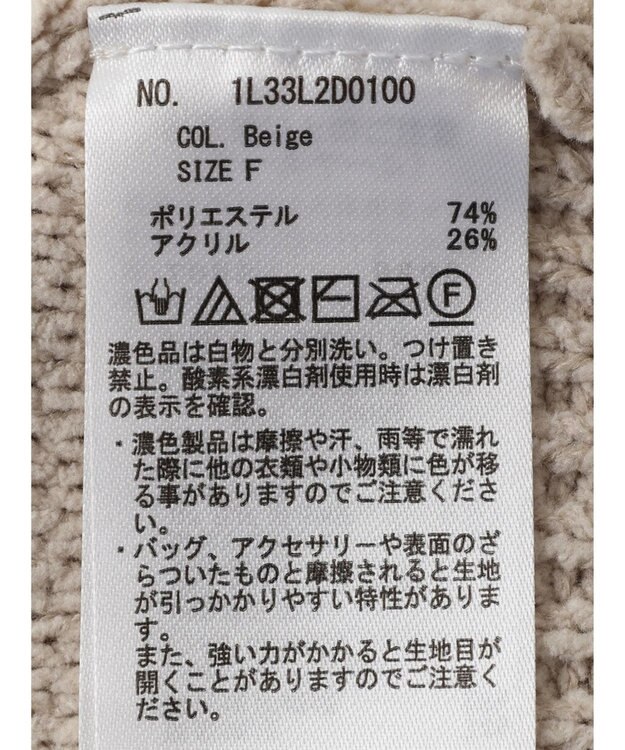 NO. 1L33L2D0100
COL. Beige
SIZE F
ポリエステル 74%
アクリル 26%
F
濃色品は白物と分別洗い。つけ置き
禁止。酸素系漂白剤使用時は漂白剤
の表示を確認。
・濃色製品は摩擦や汗、雨等で濡れ
た際に他の衣類や小物類に色が移
る事がありますのでご注意くださ
い。
・バッグ、アクセサリーや表面のざ
らついたものと摩擦されると生地
が引っかかりやすい特性がありま
す。
また、強い力がかかると生地目が
開くことがありますのでご注意く
ださい。